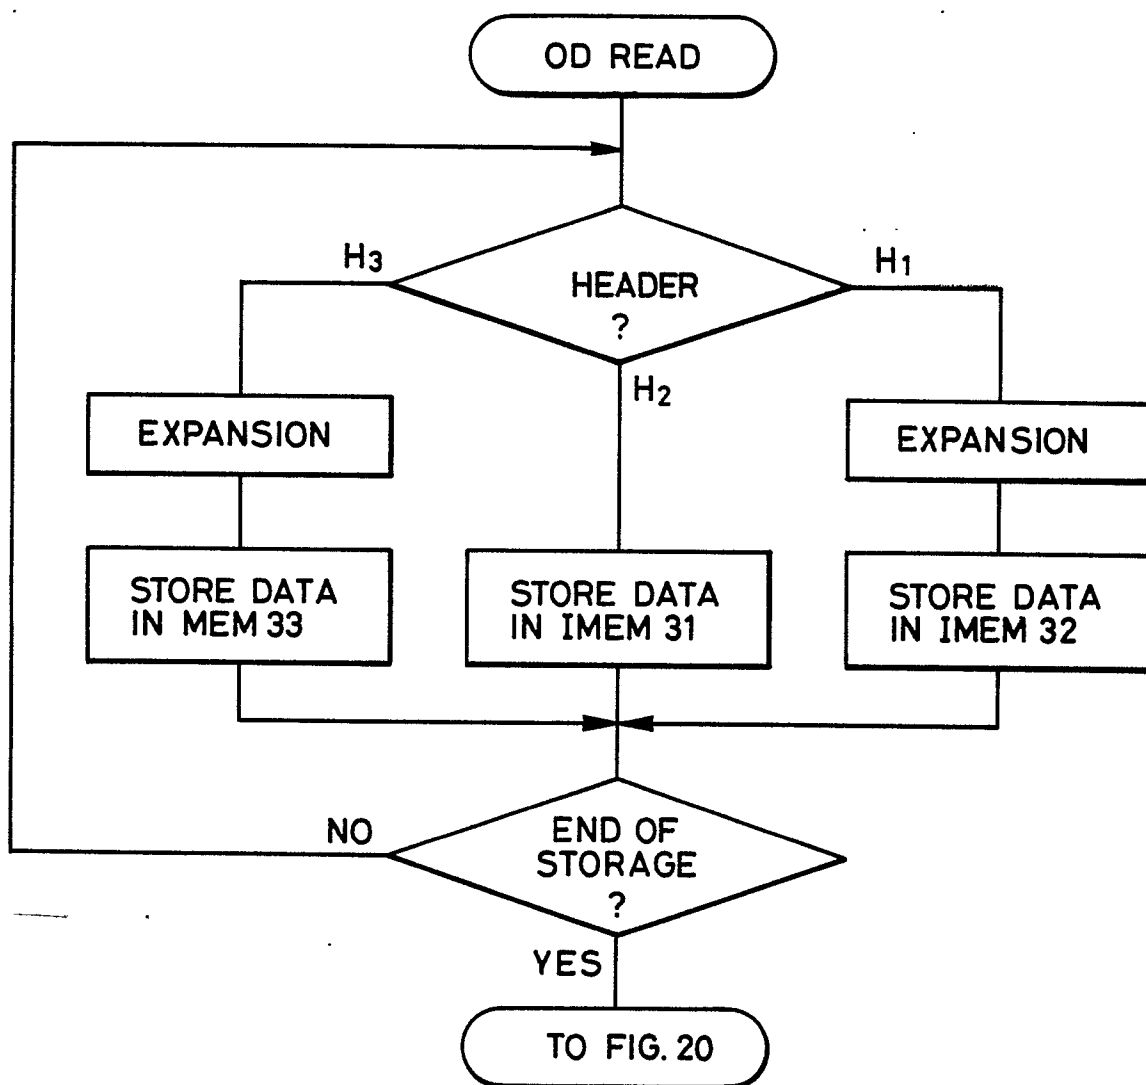 OD READ
H3
H1
HEADER
?
H2
EXPANSION
EXPANSION
STORE DATA
IN MEM 33
STORE DATA
IN IMEM 31
STORE DATA
IN IMEM 32
NO
END OF
STORAGE
?
YES
TO FIG. 20